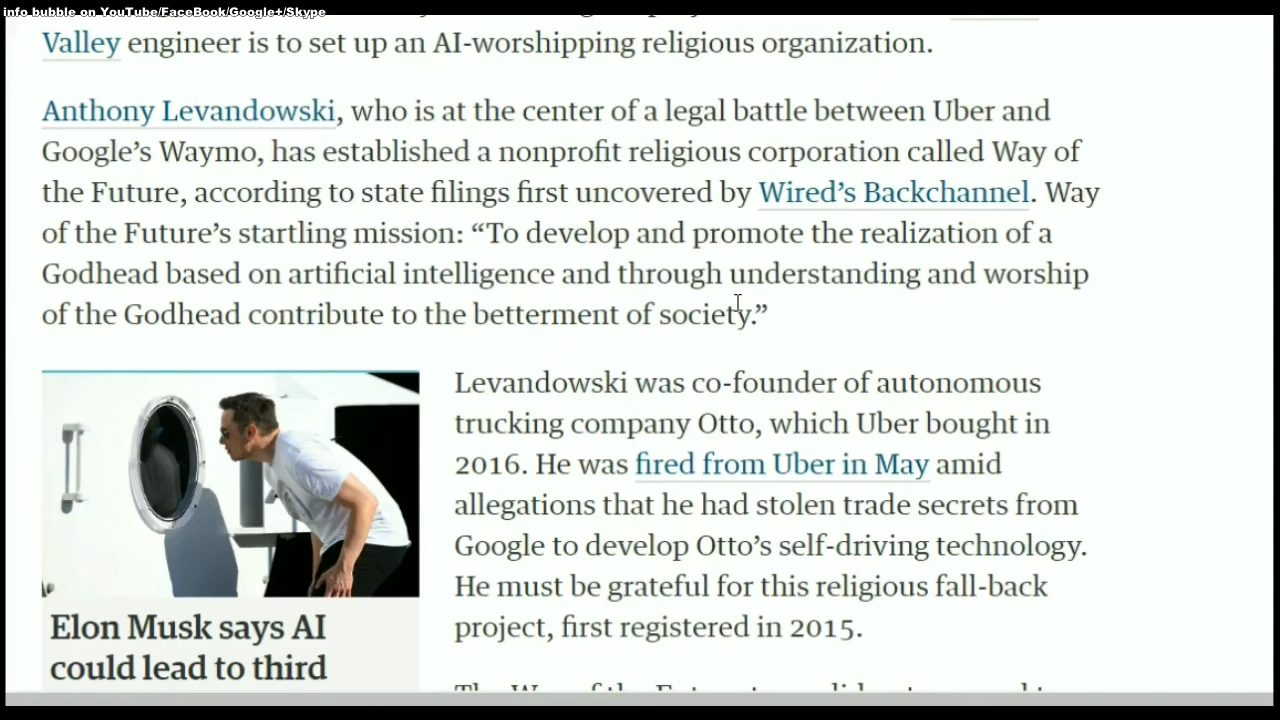 info bubble on YouTube/FaceBook/Google+/Skype
Valley engineer is to set up an AI-worshipping religious organization.
Anthony Levandowski, who is at the center of a legal battle between Uber and
Google’s Waymo, has established a nonprofit religious corporation called Way of
the Future, according to state filings first uncovered by Wired’s Backchannel. Way
of the Future’s startling mission: “To develop and promote the realization of a
Godhead based on artificial intelligence and through understanding and worship
of the Godhead contribute to the betterment of society.”
Levandowski was co-founder of autonomous
trucking company Otto, which Uber bought in
2016. He was fired from Uber in May amid
allegations that he had stolen trade secrets from
Google to develop Otto’s self-driving technology.
He must be grateful for this religious fall-back
project, first registered in 2015.
Elon Musk says AI
could lead to third